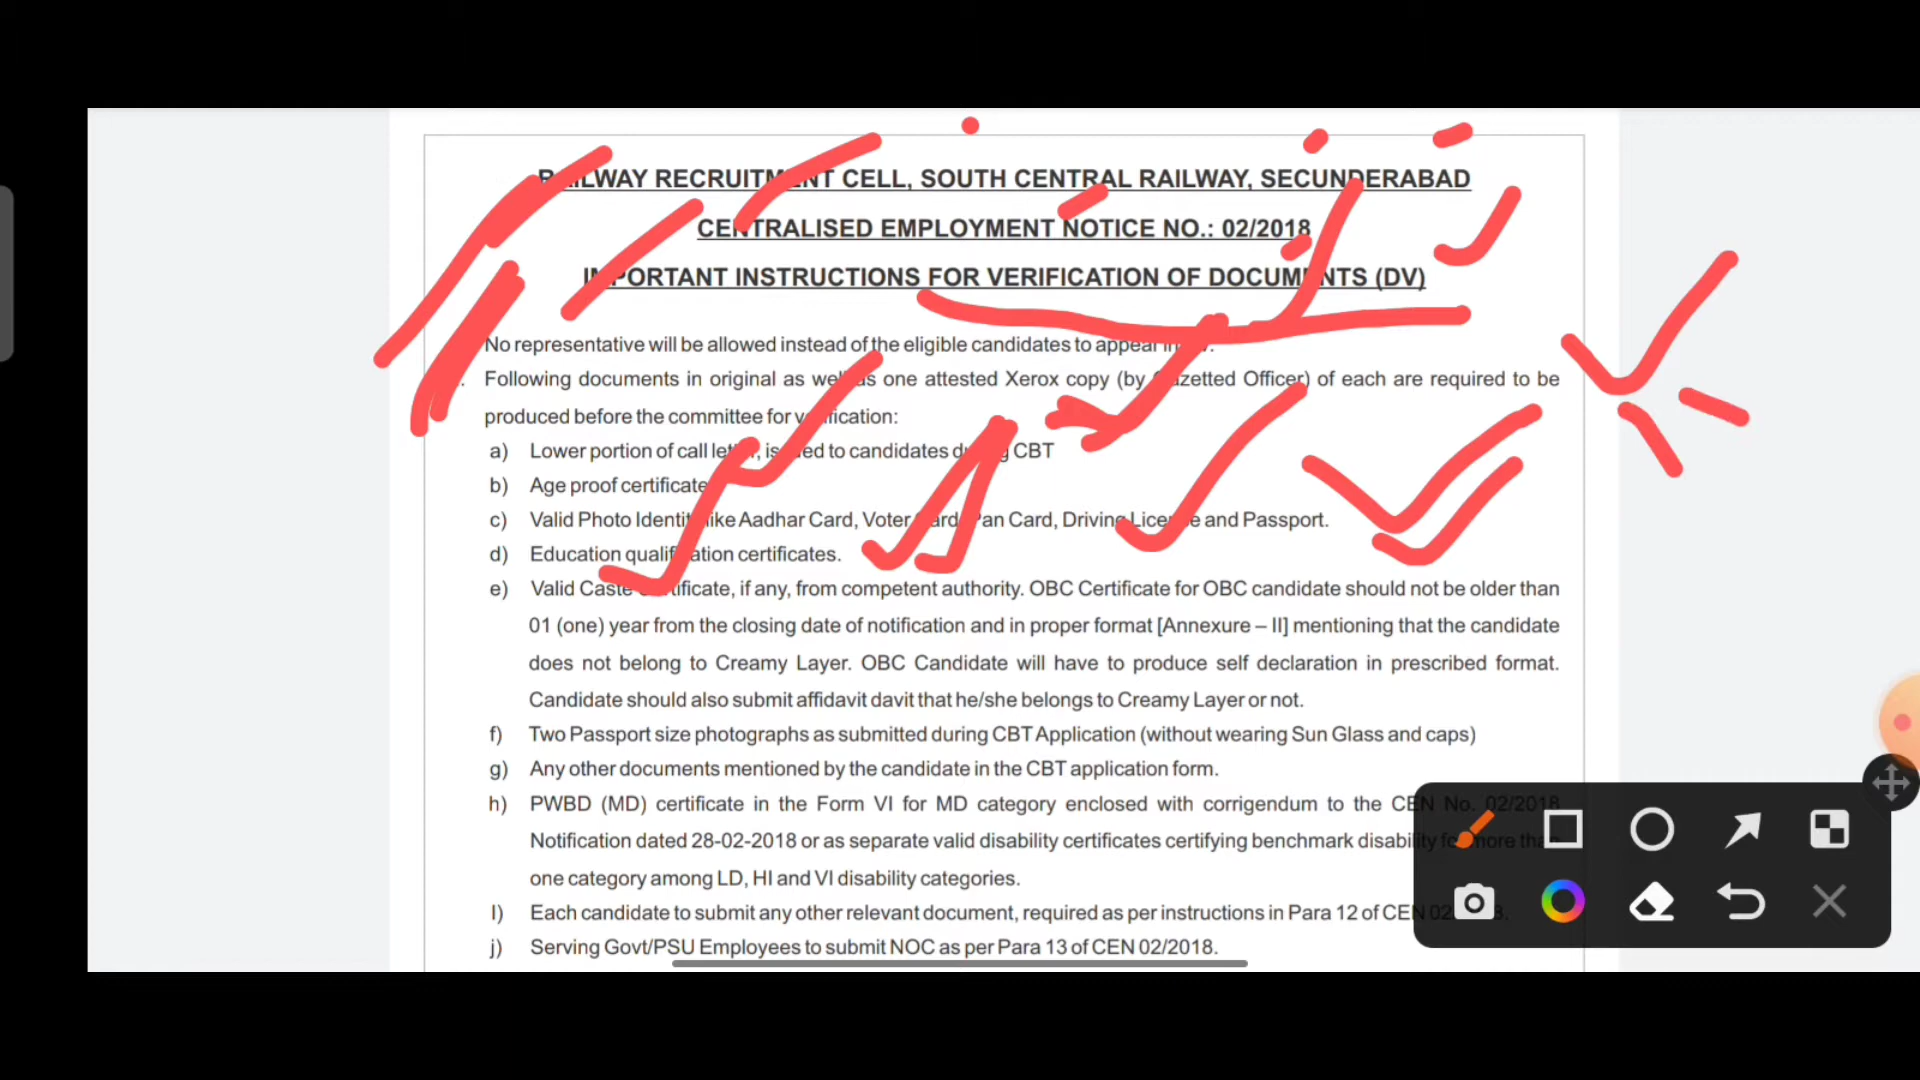 RAILWAY RECRUITMENT CELL, SOUTH CENTRAL RAILWAY, SECUNDERABAD
CENTRALISED EMPLOYMENT NOTICE NO.: 02/2018
IMPORTANT INSTRUCTIONS FOR VERIFICATION OF DOCUMENTS (DV)
No representative will be allowed instead of the eligible candidates to appear in
Following documents in original as well as one attested Xerox copy (by Gazetted Officer) of each are required to be
produced before the committee for verification:
a) Lower portion of call letter, issued to candidates during CBT
b) Age proof certificate
c) Valid Photo Identity like Aadhar Card, Voter Card, Pan Card, Driving License and Passport.
d) Education qualification certificates.
e) Valid Caste Certificate, if any, from competent authority. OBC Certificate for OBC candidate should not be older than
01 (one) year from the closing date of notification and in proper format [Annexure – II] mentioning that the candidate
does not belong to Creamy Layer. OBC Candidate will have to produce self declaration in prescribed format.
Candidate should also submit affidavit davit that he/she belongs to Creamy Layer or not.
f) Two Passport size photographs as submitted during CBT Application (without wearing Sun Glass and caps)
g) Any other documents mentioned by the candidate in the CBT application form.
h) PWBD (MD) certificate in the Form VI for MD category enclosed with corrigendum to the CEN No. 02/2018
Notification dated 28-02-2018 or as separate valid disability certificates certifying benchmark disability for more than
one category among LD, HI and VI disability categories.
I) Each candidate to submit any other relevant document, required as per instructions in Para 12 of CEN 02/2018.
j) Serving Govt/PSU Employees to submit NOC as per Para 13 of CEN 02/2018.